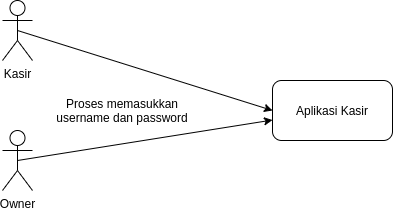 Kasir
Proses memasukkan
username dan password
Aplikasi Kasir
Owner